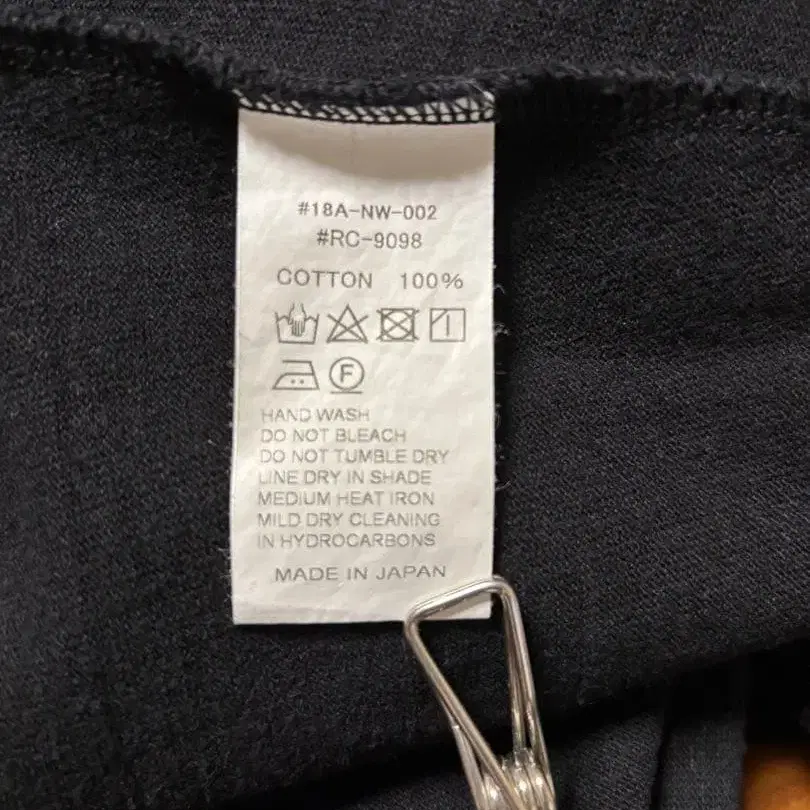 #18A-NW-002
#RC-9098
COTTON 100%
F
HAND WASH
DO NOT BLEACH
DO NOT TUMBLE DRY
LINE DRY IN SHADE
MEDIUM HEAT IRON
MILD DRY CLEANING
IN HYDROCARBONS
MADE IN JAPAN